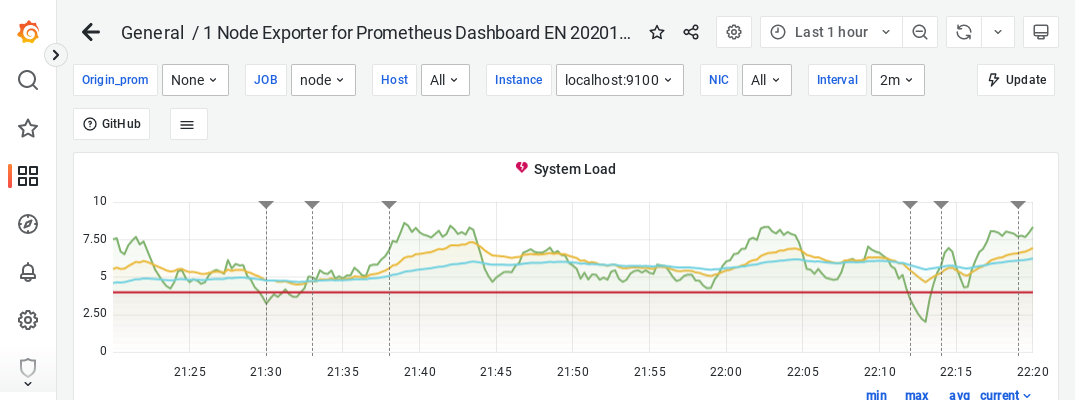 General / 1 Node Exporter for Prometheus Dashboard EN 20201...
Last 1 hour
Origin_prom None JOB node Host All Instance localhost:9100 NIC All Interval 2m Update
GitHub
System Load
10
7.50
5
2.50
0
21:25 21:30 21:35 21:40 21:45 21:50 21:55 22:00 22:05 22:10 22:15 22:20
min max avg current